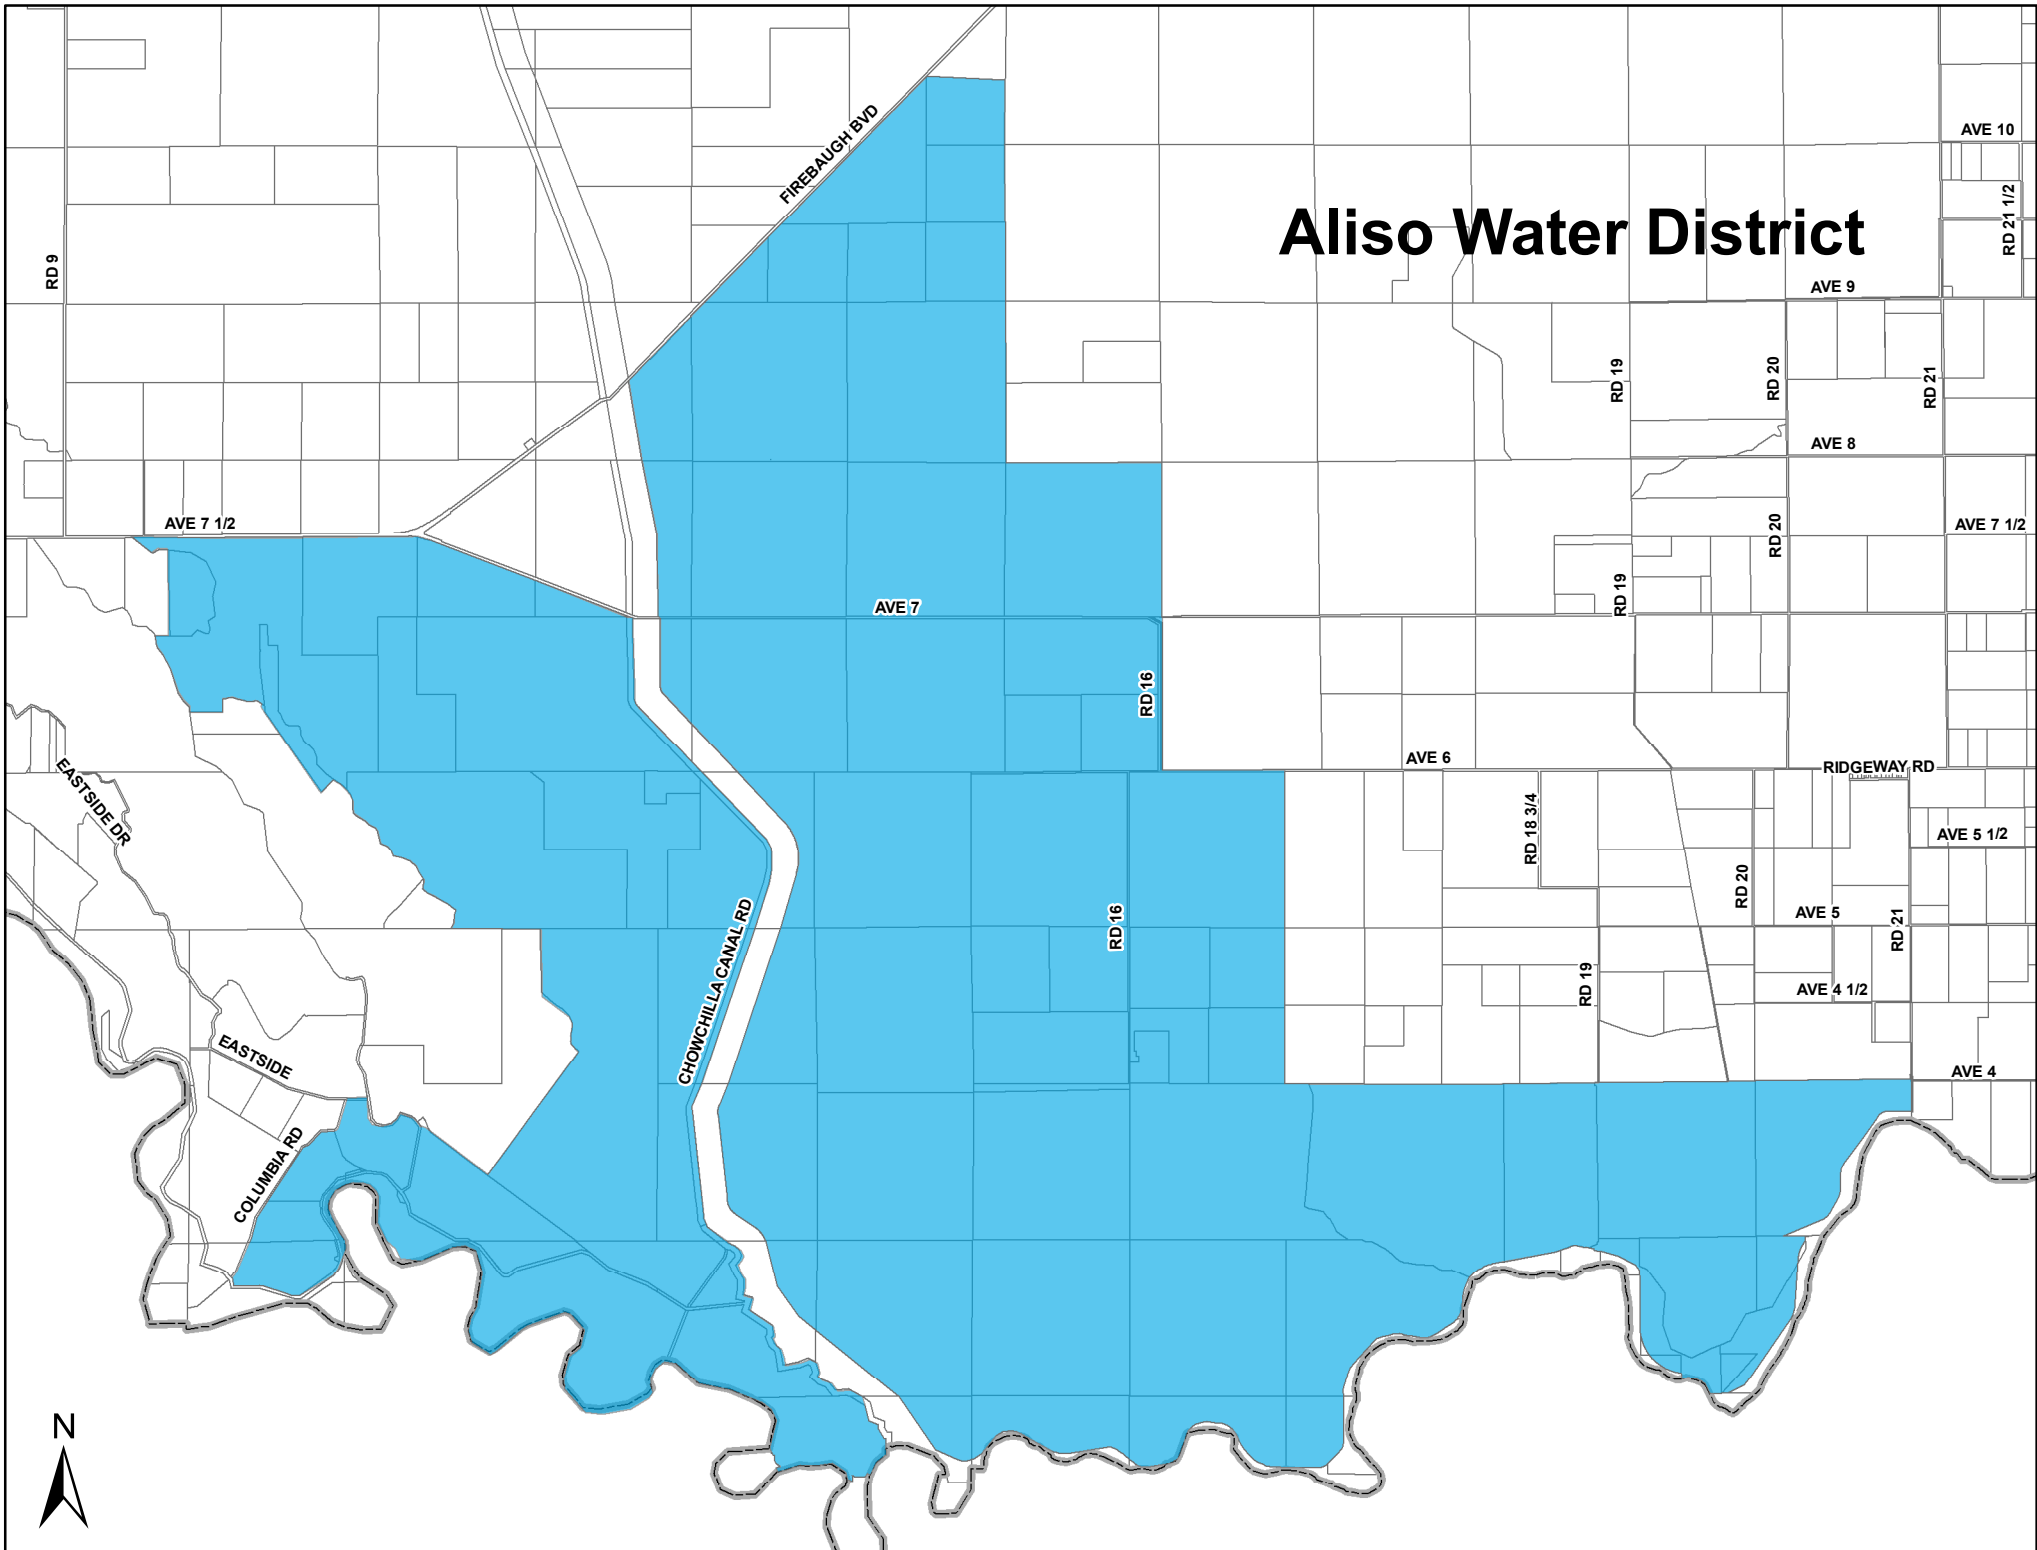 AVE 10
FIREBAUGH BVD
Aliso Water District
RD 21 1/2
RD 9
AVE 9
RD 19
RD 20
RD 21
AVE 8
AVE 7 1/2
RD 20
AVE 7 1/2
RD 19
AVE 7
RD 16
AVE 6
RIDGEWAY RD
EASTSIDE DR
RD 18 3/4
AVE 5 1/2
RD 20
RD 16
AVE 5
RD 21
CHOWCHILLA CANAL RD
RD 19
AVE 4 1/2
EASTSIDE
AVE 4
COLUMBIA RD
N